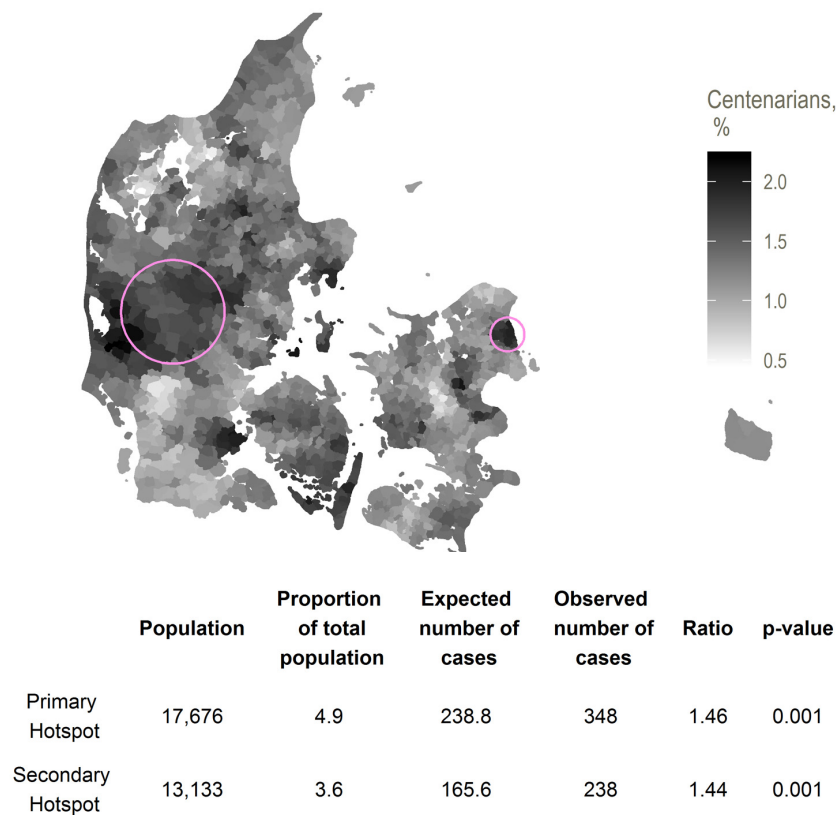 Centenarians,
%
2.0
1.5
1.0
0.5
Population Proportion of total population Expected number of cases Observed number of cases Ratio p-value
Primary Hotspot 17,676 4.9 238.8 348 1.46 0.001
Secondary Hotspot 13,133 3.6 165.6 238 1.44 0.001